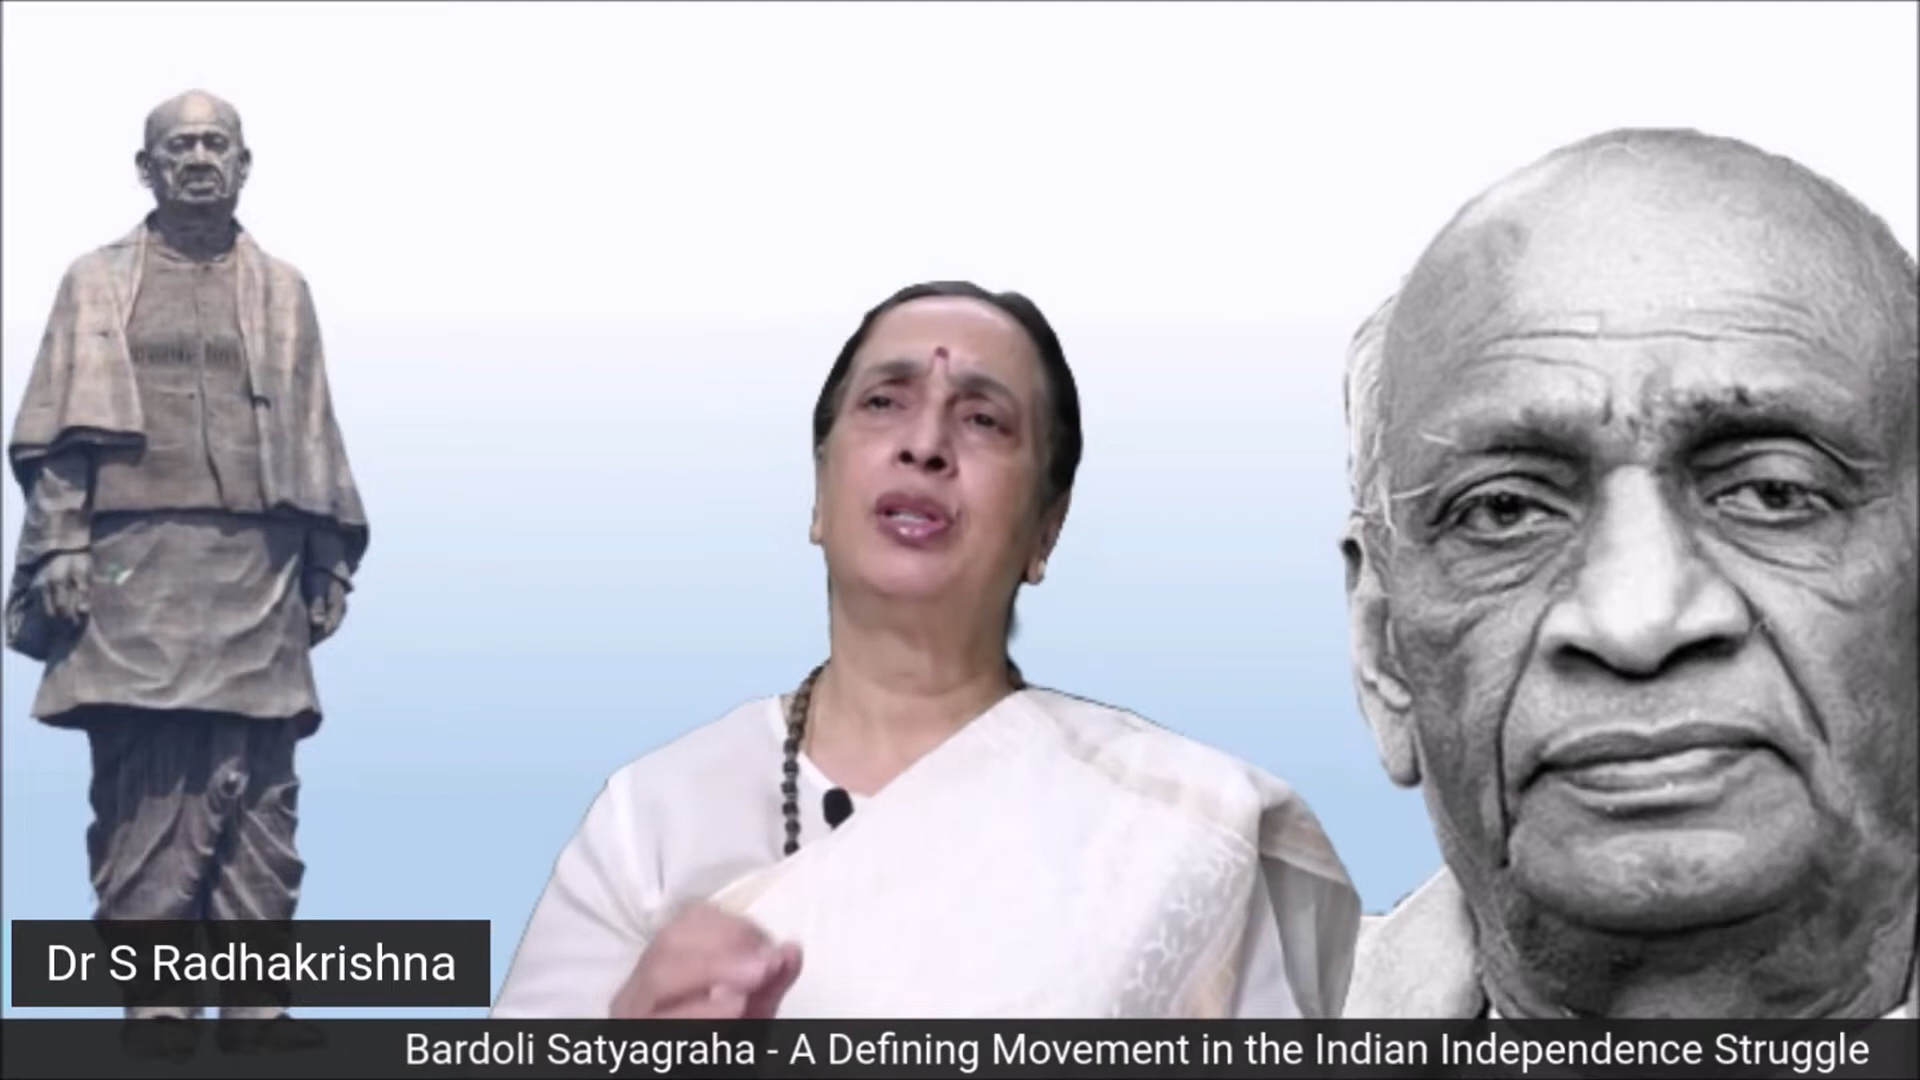 Dr S Radhakrishna
Bardoli Satyagraha - A Defining Movement in the Indian Independence Struggle